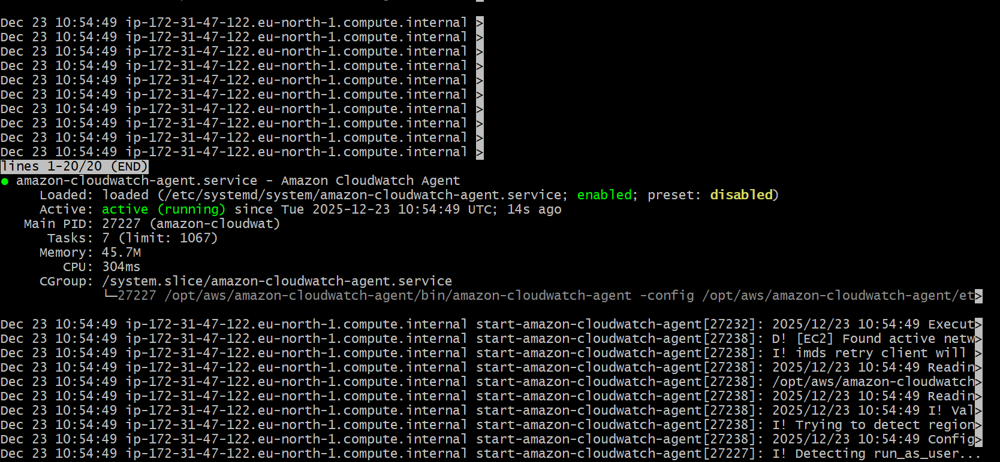 Dec 23 10:54:49 ip-172-31-47-122.eu-north-1.compute.internal >
Dec 23 10:54:49 ip-172-31-47-122.eu-north-1.compute.internal >
Dec 23 10:54:49 ip-172-31-47-122.eu-north-1.compute.internal >
Dec 23 10:54:49 ip-172-31-47-122.eu-north-1.compute.internal >
Dec 23 10:54:49 ip-172-31-47-122.eu-north-1.compute.internal >
Dec 23 10:54:49 ip-172-31-47-122.eu-north-1.compute.internal >
Dec 23 10:54:49 ip-172-31-47-122.eu-north-1.compute.internal >
Dec 23 10:54:49 ip-172-31-47-122.eu-north-1.compute.internal >
Dec 23 10:54:49 ip-172-31-47-122.eu-north-1.compute.internal >
Dec 23 10:54:49 ip-172-31-47-122.eu-north-1.compute.internal >
lines 1-20/20 (END)
● amazon-cloudwatch-agent.service - Amazon CloudWatch Agent
     Loaded: loaded (/etc/systemd/system/amazon-cloudwatch-agent.service; enabled; preset: disabled)
     Active: active (running) since Tue 2025-12-23 10:54:49 UTC; 14s ago
   Main PID: 27227 (amazon-cloudwat)
      Tasks: 7 (limit: 1067)
     Memory: 45.7M
        CPU: 304ms
     CGroup: /system.slice/amazon-cloudwatch-agent.service
             └─27227 /opt/aws/amazon-cloudwatch-agent/bin/amazon-cloudwatch-agent -config /opt/aws/amazon-cloudwatch-agent/et>
Dec 23 10:54:49 ip-172-31-47-122.eu-north-1.compute.internal start-amazon-cloudwatch-agent[27232]: 2025/12/23 10:54:49 Execut>
Dec 23 10:54:49 ip-172-31-47-122.eu-north-1.compute.internal start-amazon-cloudwatch-agent[27238]: D! [EC2] Found active netw>
Dec 23 10:54:49 ip-172-31-47-122.eu-north-1.compute.internal start-amazon-cloudwatch-agent[27238]: I! imds retry client will >
Dec 23 10:54:49 ip-172-31-47-122.eu-north-1.compute.internal start-amazon-cloudwatch-agent[27238]: 2025/12/23 10:54:49 Readin>
Dec 23 10:54:49 ip-172-31-47-122.eu-north-1.compute.internal start-amazon-cloudwatch-agent[27238]: /opt/aws/amazon-cloudwatch>
Dec 23 10:54:49 ip-172-31-47-122.eu-north-1.compute.internal start-amazon-cloudwatch-agent[27238]: 2025/12/23 10:54:49 Readin>
Dec 23 10:54:49 ip-172-31-47-122.eu-north-1.compute.internal start-amazon-cloudwatch-agent[27238]: 2025/12/23 10:54:49 I! Val>
Dec 23 10:54:49 ip-172-31-47-122.eu-north-1.compute.internal start-amazon-cloudwatch-agent[27238]: I! Trying to detect region>
Dec 23 10:54:49 ip-172-31-47-122.eu-north-1.compute.internal start-amazon-cloudwatch-agent[27238]: 2025/12/23 10:54:49 Config>
Dec 23 10:54:49 ip-172-31-47-122.eu-north-1.compute.internal start-amazon-cloudwatch-agent[27227]: I! Detecting run_as_user...